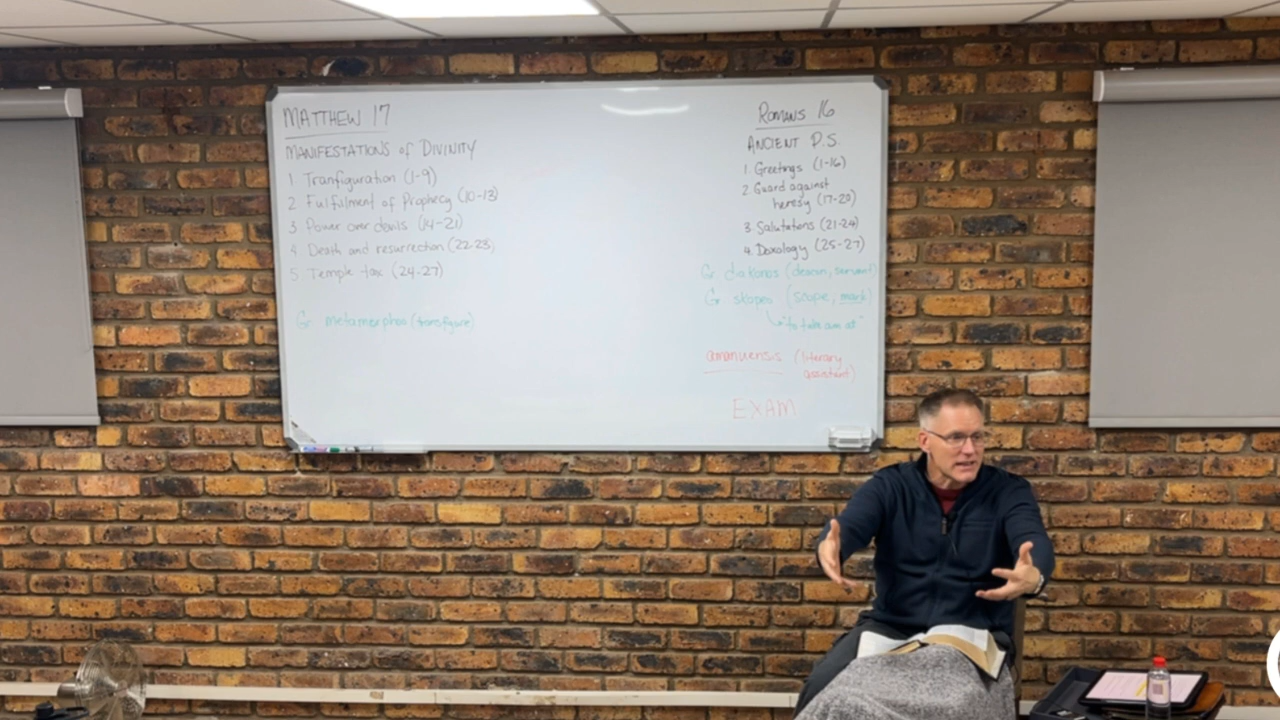 MATTHEW 17
MANIFESTATIONS of DIVINITY
1 Tranfiguration (1-9)
2 Fulfilment of Prophecy (10-13)
3 Power over devils (14-21)
4 Death and resurrection (22-23)
5 Temple tax (24-27)
Gr metamorphos (transfigure)
Romans 16
ANCIENT P.S.
1. Greetings (1-16)
2 Guard against
heresy (17-20)
3. Salutations (21-24)
4. Doxology (25-27)
Gr diakonos (deacon, servant)
Gr skopeo (scope, mark)
"to take aim at"
amanuensis (literary
assistant)
EXAM